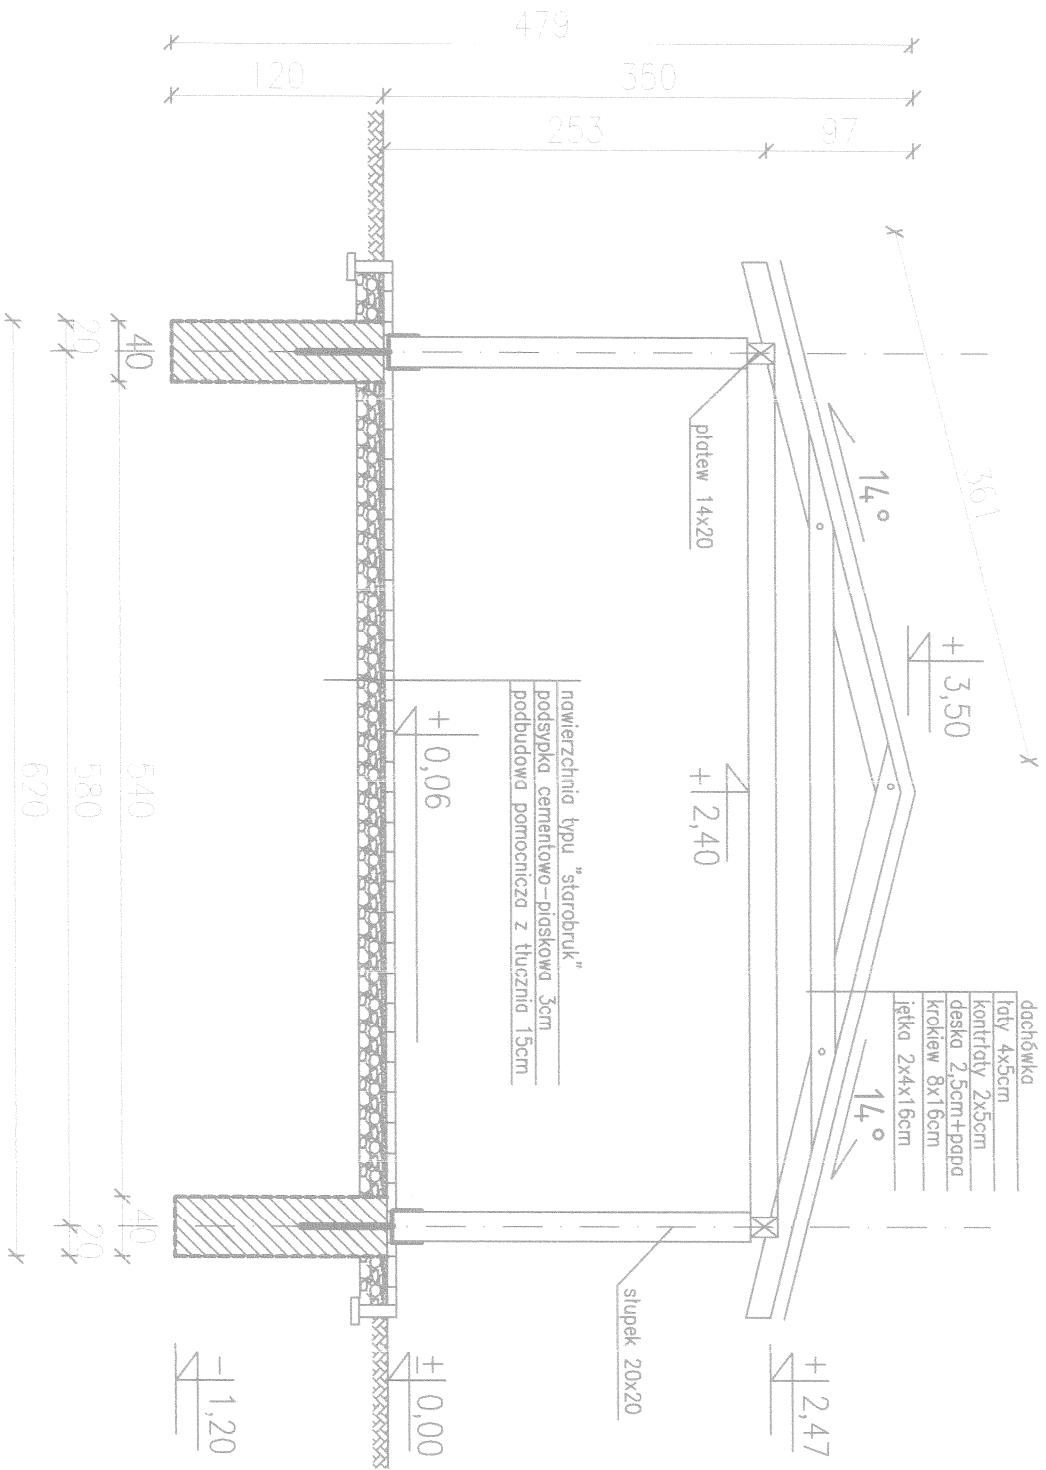 dachówka
łaty 4x5cm
kontrłaty 2x5cm
deska 2,5cm+papa
krokiew 8x16cm
jętka 2x4x16cm
361
+ 3,50
14°
14°
+ 2,47
płatew 14x20
+ 2,40
słupek 20x20
nawierzchnia typu "starobruk"
podsypka cementowo-piaskowa 3cm
podbudowa pomocnicza z tłucznia 15cm
+ 0,06
± 0,00
- 1,20
97
253
350
120
479
40
540
40
20
580
20
620